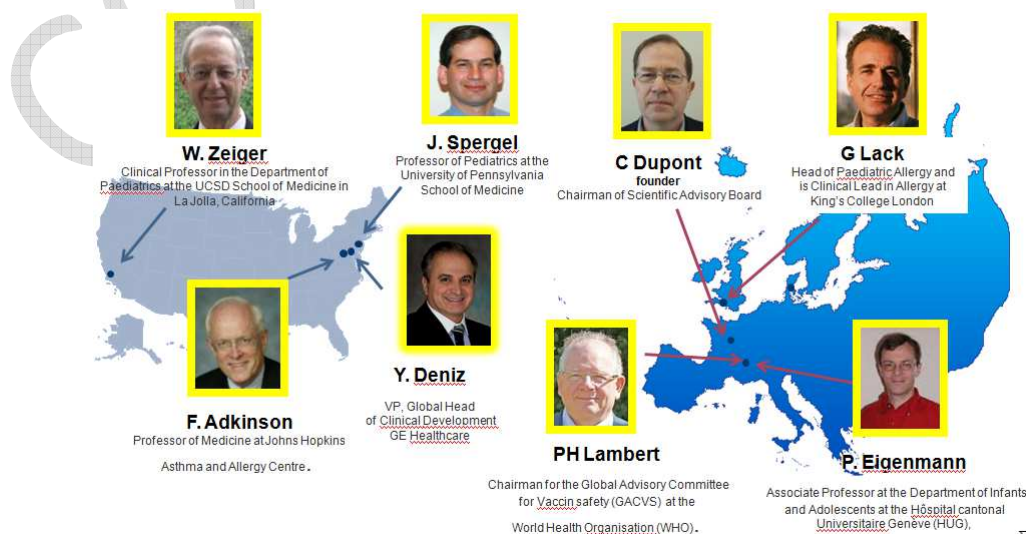 W. Zeiger
Clinical Professor in the Department of
Paediatrics at the UCSD School of Medicine in
La Jolla, California
J. Spergel
Professor of Pediatrics at the
University of Pennsylvania
School of Medicine
C Dupont
founder
Chairman of Scientific Advisory Board
G Lack
Head of Paediatric Allergy and
is Clinical Lead in Allergy at
King's College London
F. Adkinson
Professor of Medicine at Johns Hopkins
Asthma and Allergy Centre.
Y. Deniz
VP, Global Head
of Clinical Development
GE Healthcare
PH Lambert
Chairman for the Global Advisory Committee
for Vaccin safety (GACVS) at the
World Health Organisation (WHO).
P. Eigenmann
Associate Professor at the Department of Infants
and Adolescents at the Hôspital cantonal
Universitaire Genève (HUG),